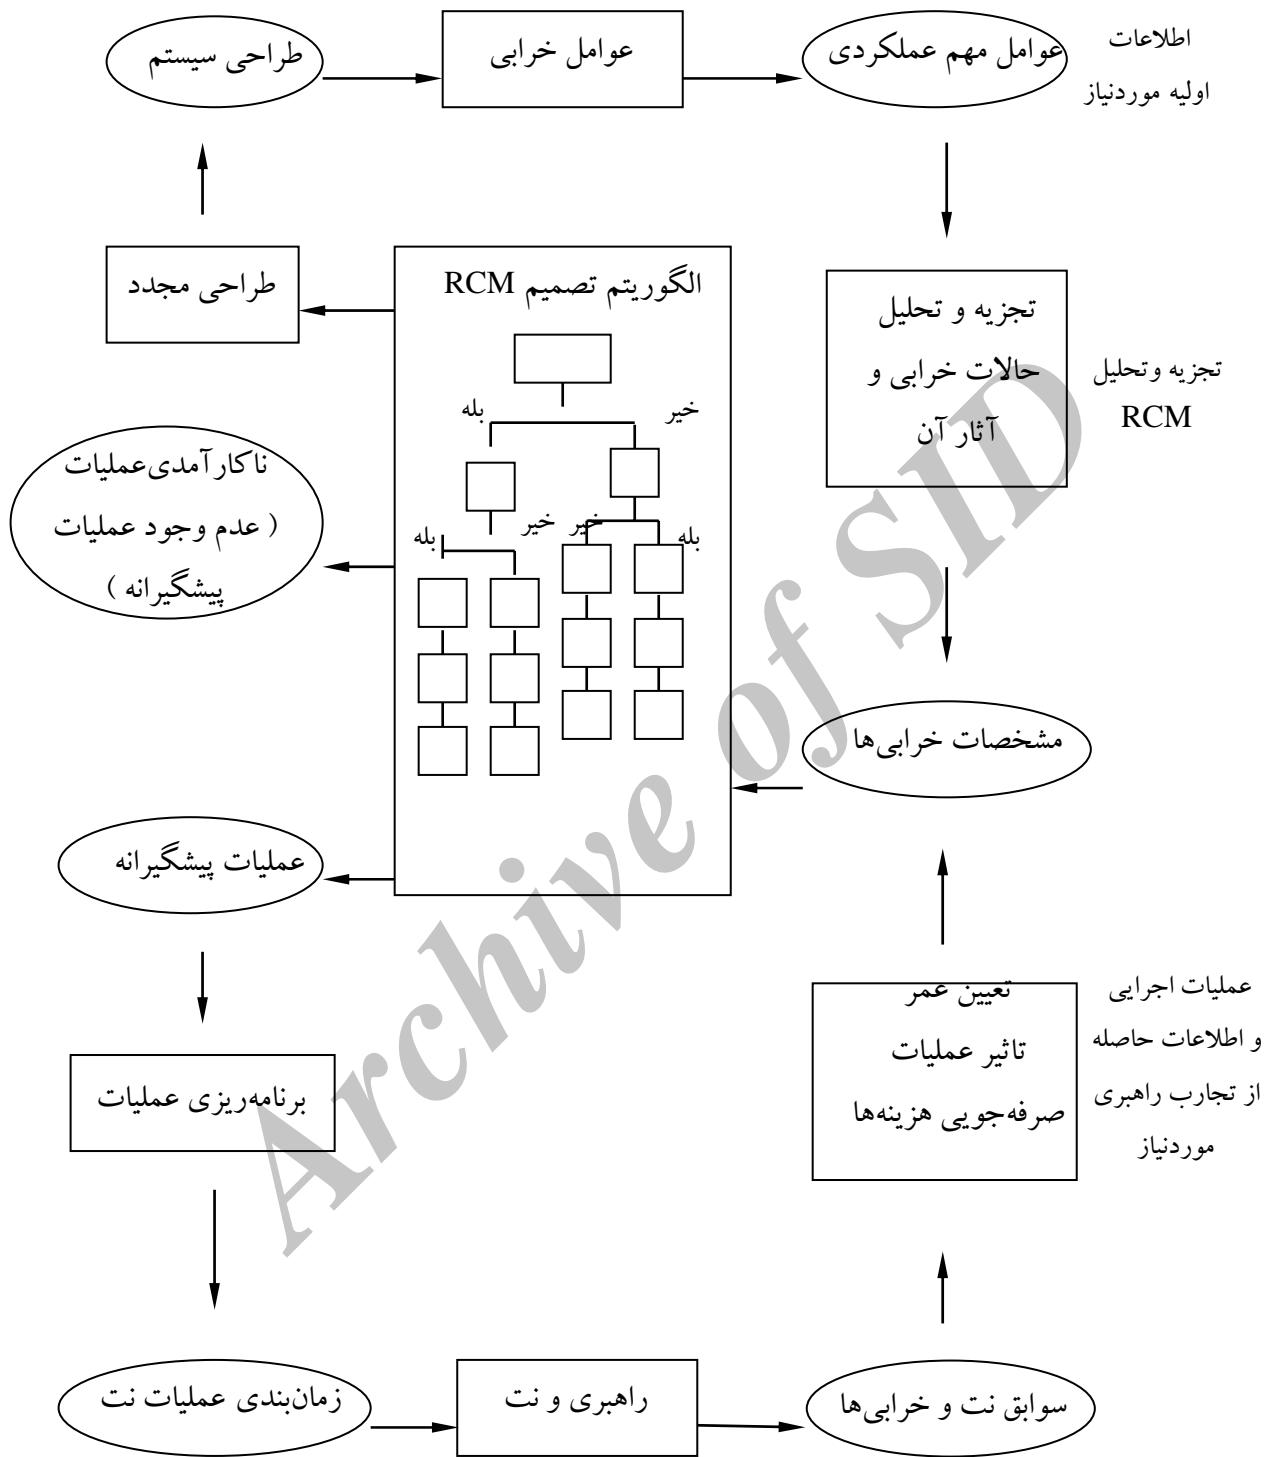 اطلاعات
اولیه موردنیاز
عوامل مهم عملکردی
عوامل خرابی
طراحی سیستم
تجزیه وتحلیل
RCM
تجزیه و تحلیل
حالات خرابی و
آثار آن
الگوریتم تصمیم RCM
بله
خیر
بله
خیر
خیر
بله
طراحی مجدد
ناکارآمدی‌عملیات
( عدم وجود عملیات
پیشگیرانه )
مشخصات خرابی‌ها
عملیات پیشگیرانه
عملیات اجرایی
و اطلاعات حاصله
از تجارب راهبری
موردنیاز
تعیین عمر
تاثیر عملیات
صرفه‌جویی هزینه‌ها
برنامه‌ریزی عملیات
زمان‌بندی عملیات نت
راهبری و نت
سوابق نت و خرابی‌ها
Archive of SID